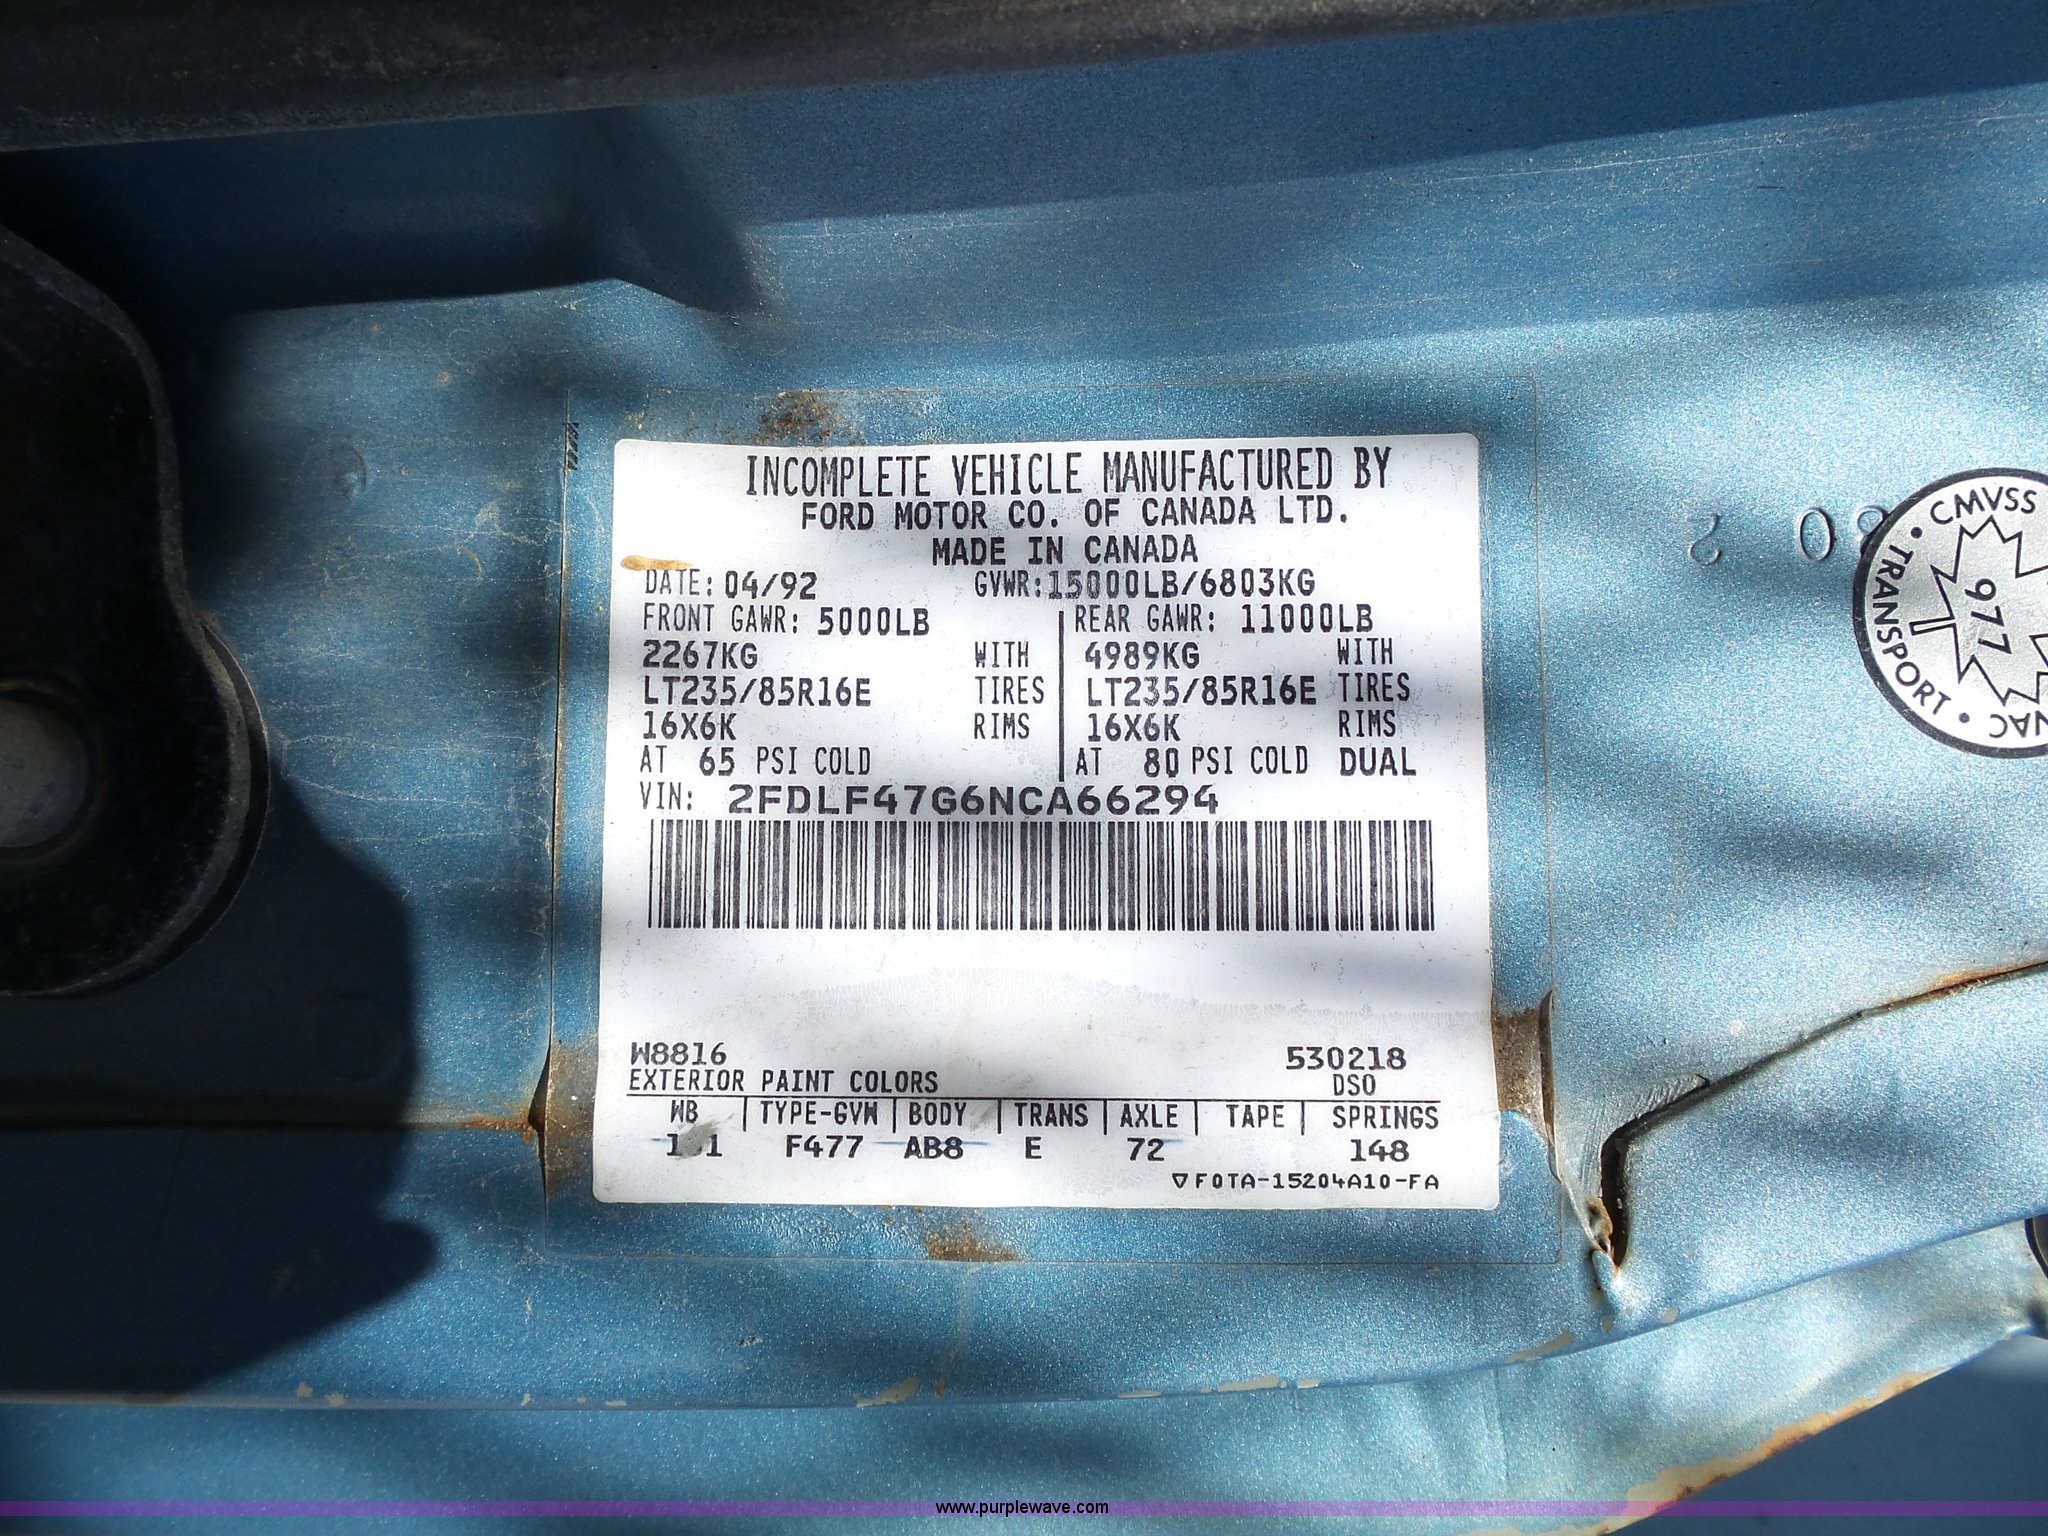 INCOMPLETE VEHICLE MANUFACTURED BY
FORD MOTOR CO. OF CANADA LTD.
MADE IN CANADA
DATE: 04/92 GVWR:15000LB/6803KG
FRONT GAWR: 5000LB REAR GAWR: 11000LB
2267KG WITH 4989KG WITH
LT235/85R16E TIRES LT235/85R16E TIRES
16X6K RIMS 16X6K RIMS
AT 65 PSI COLD AT 80 PSI COLD DUAL
VIN: 2FDLF47G6NCA66294
W8816 530218
EXTERIOR PAINT COLORS DSO
WB TYPE-GVW BODY TRANS AXLE TAPE SPRINGS
F477 AB8 E 72 148
F0TA-15204A10-FA
CMVSS
TRANSPORT
977
www.purplewave.com